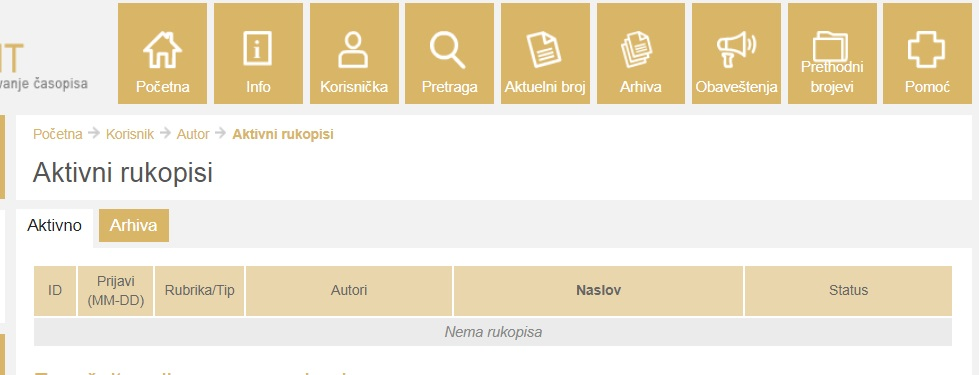 IT
vanje časopisa
Početna
Info
Korisnička
Pretraga
Aktuelni broj
Arhiva
Obaveštenja
Prethodni
brojevi
Pomoć
Početna Korisnik Autor Aktivni rukopisi
Aktivni rukopisi
Aktivno
Arhiva
ID
Prijavi
(MM-DD)
Rubrika/Tip
Autori
Naslov
Status
Nema rukopisa